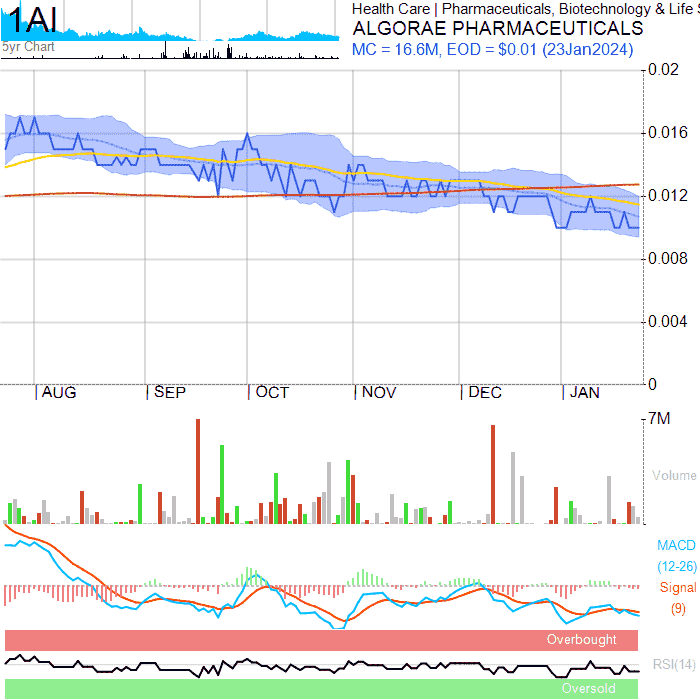 1AI
5yr Chart
Health Care | Pharmaceuticals, Biotechnology & Life S
ALGORAE PHARMACEUTICALS
MC = 16.6M, EOD = $0.01 (23Jan2024)
0.02
0.016
0.012
0.008
0.004
0
AUG SEP OCT NOV DEC JAN
7M
Volume
MACD
(12-26)
Signal
(9)
Overbought
RSI(14)
Oversold